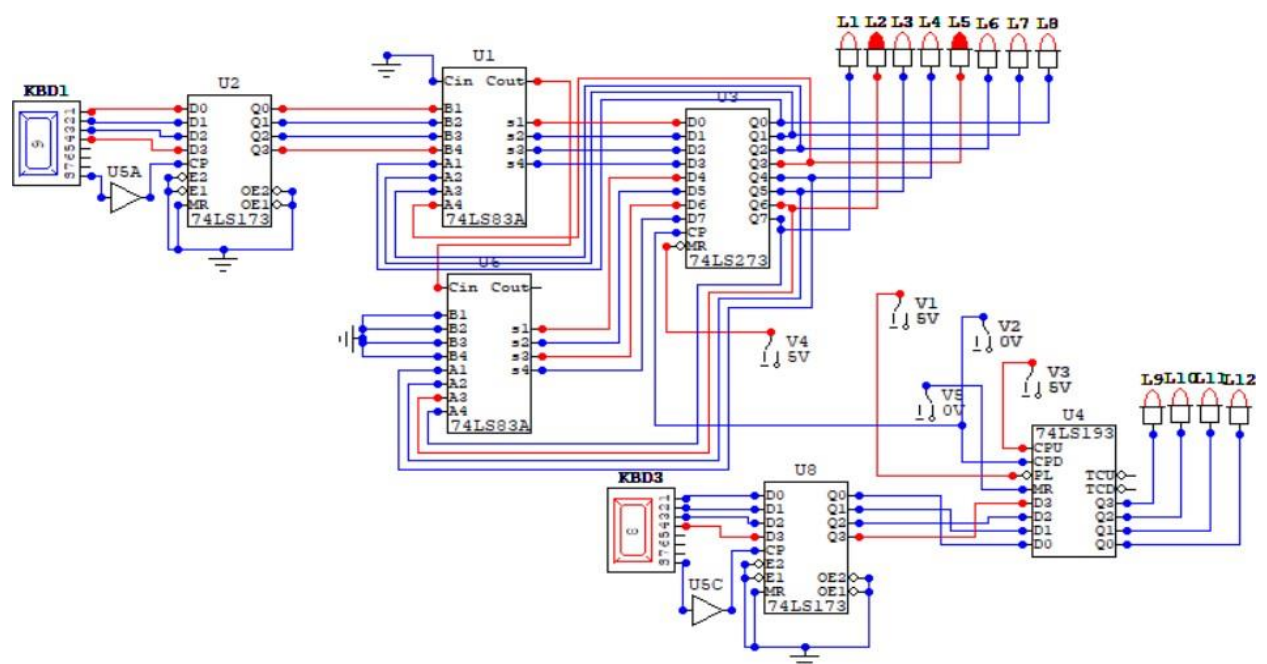 L1 L2 L3 L4 L5 L6 L7 L8
KBD1
9
S7654321
U2
D0 Q0
D1 Q1
D2 Q2
D3 Q3
CP
E2
E1 OE2
MR OE1
74LS173
U5A
U1
Cin Cout
B1
B2 s1
B3 s2
B4 s3
A1 s4
A2
A3
A4
74LS83A
U3
D0 Q0
D1 Q1
D2 Q2
D3 Q3
D4 Q4
D5 Q5
D6 Q6
D7 Q7
CP
MR
74LS273
Cin Cout
B1
B2 s1
B3 s2
B4 s3
A1 s4
A2
A3
A4
74LS83A
V4
5V
V1
5V
V2
0V
V3
5V
V5
0V
L9 L10 L11 L12
U4
74LS193
CPU
CPD
PL TCU
MR TCD
D3 Q3
D2 Q2
D1 Q1
D0 Q0
KBD3
8
S7654321
U5C
U8
D0 Q0
D1 Q1
D2 Q2
D3 Q3
CP
E2
E1 OE2
MR OE1
74LS173